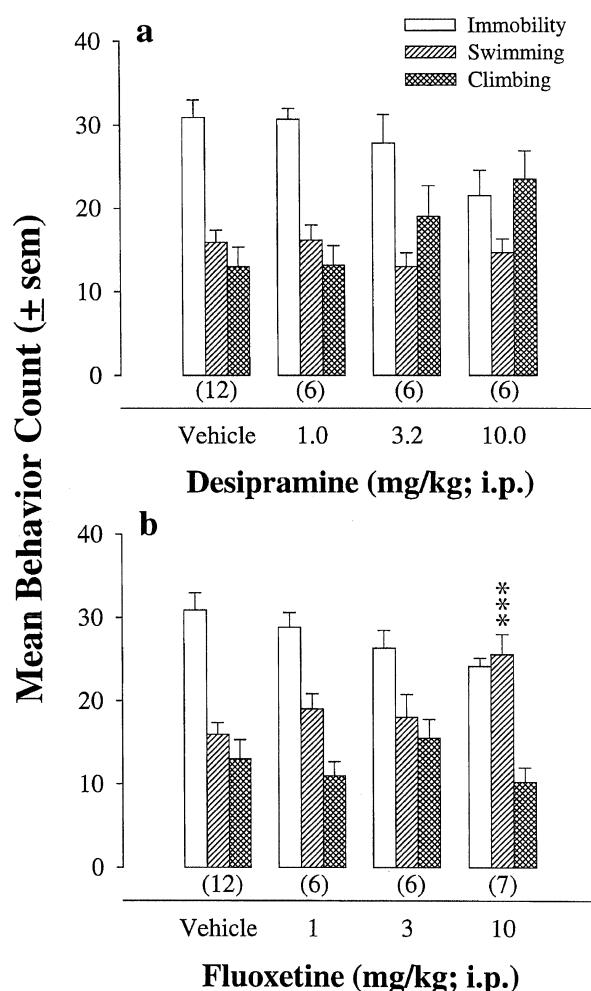 a
Immobility
Swimming
Climbing
40
30
20
10
0
(12) (6) (6) (6)
Vehicle 1.0 3.2 10.0
Desipramine (mg/kg; i.p.)
Mean Behavior Count (± sem)
b
40
30
20
10
0
***
(12) (6) (6) (7)
Vehicle 1 3 10
Fluoxetine (mg/kg; i.p.)